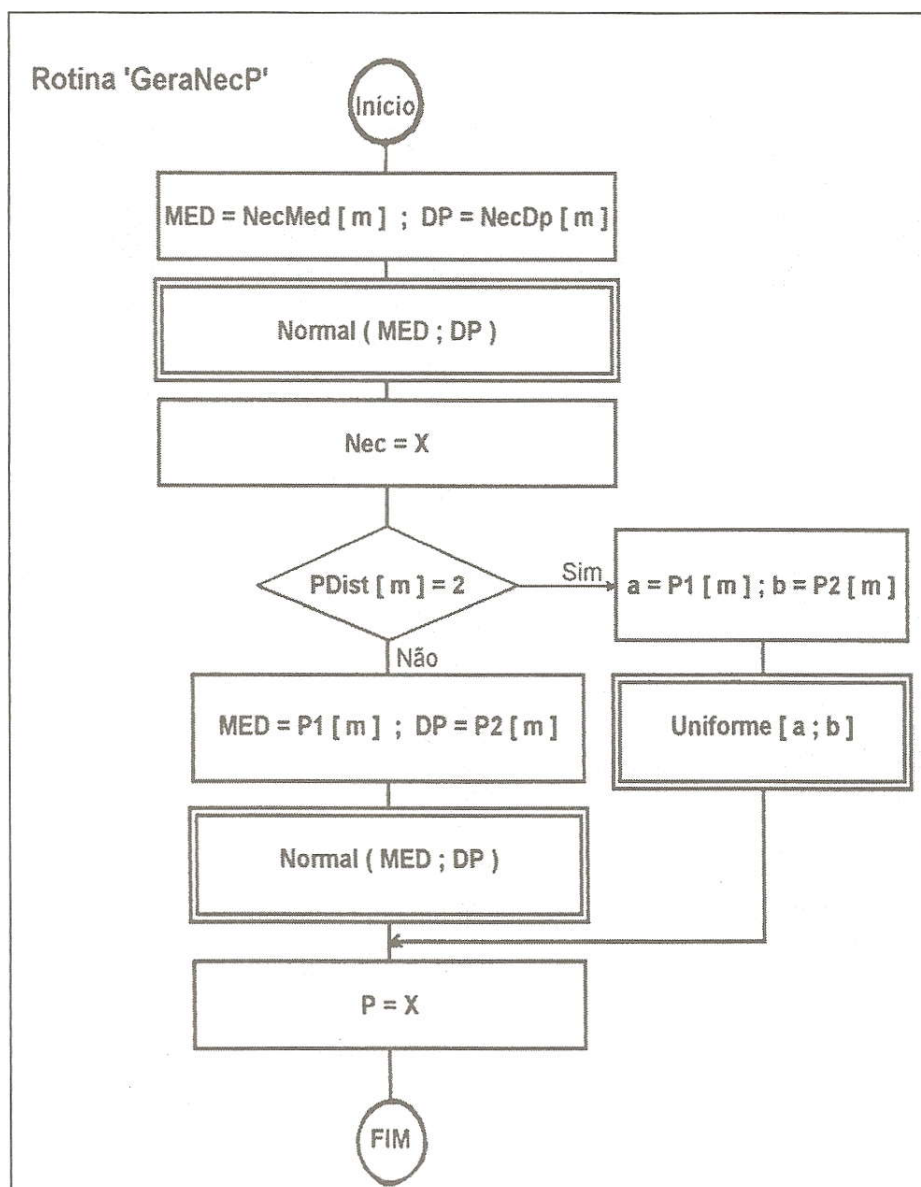 Rotina 'GeraNecP'
Início
MED = NecMed [ m ] ; DP = NecDp [ m ]
Normal ( MED ; DP )
Nec = X
PDist [ m ] = 2
Sim
a = P1 [ m ] ; b = P2 [ m ]
Uniforme [ a ; b ]
Não
MED = P1 [ m ] ; DP = P2 [ m ]
Normal ( MED ; DP )
P = X
FIM